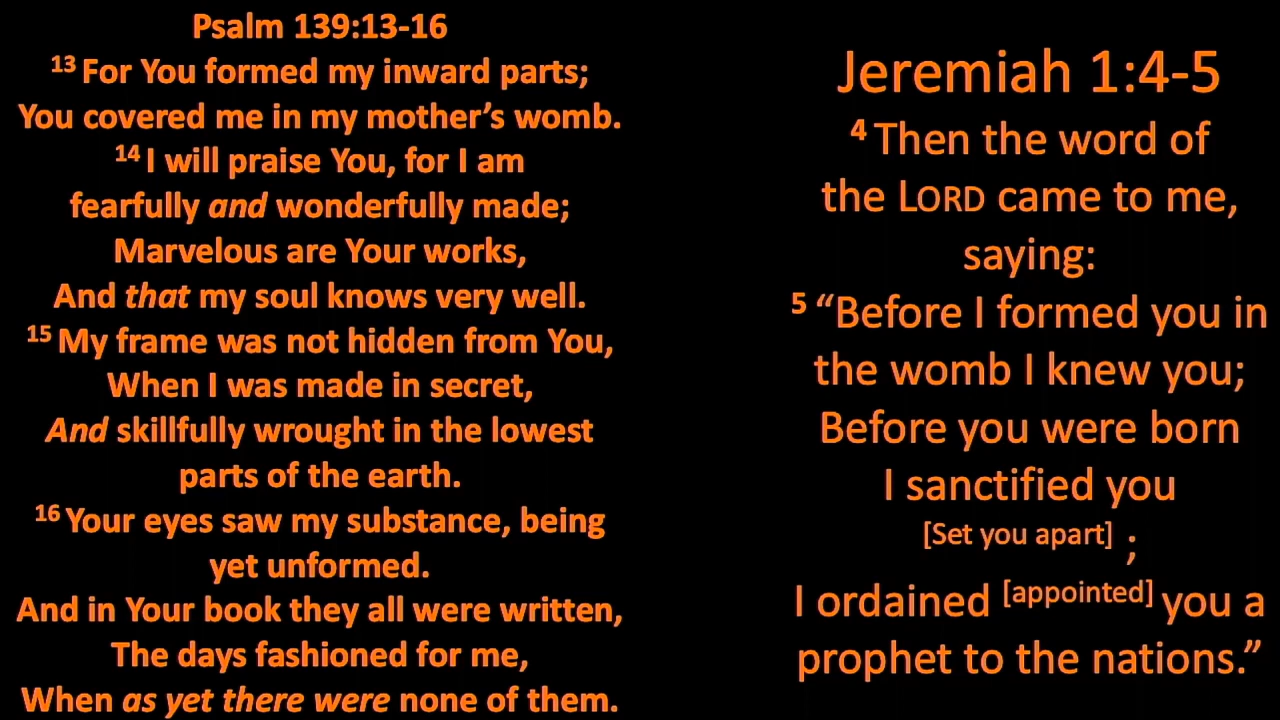 Psalm 139:13-16
13 For You formed my inward parts;
You covered me in my mother’s womb.
14 I will praise You, for I am
fearfully and wonderfully made;
Marvelous are Your works,
And that my soul knows very well.
15 My frame was not hidden from You,
When I was made in secret,
And skillfully wrought in the lowest
parts of the earth.
16 Your eyes saw my substance, being
yet unformed.
And in Your book they all were written,
The days fashioned for me,
When as yet there were none of them.
Jeremiah 1:4-5
4 Then the word of
the LORD came to me,
saying:
5 “Before I formed you in
the womb I knew you;
Before you were born
I sanctified you
[Set you apart] ;
I ordained [appointed] you a
prophet to the nations.”